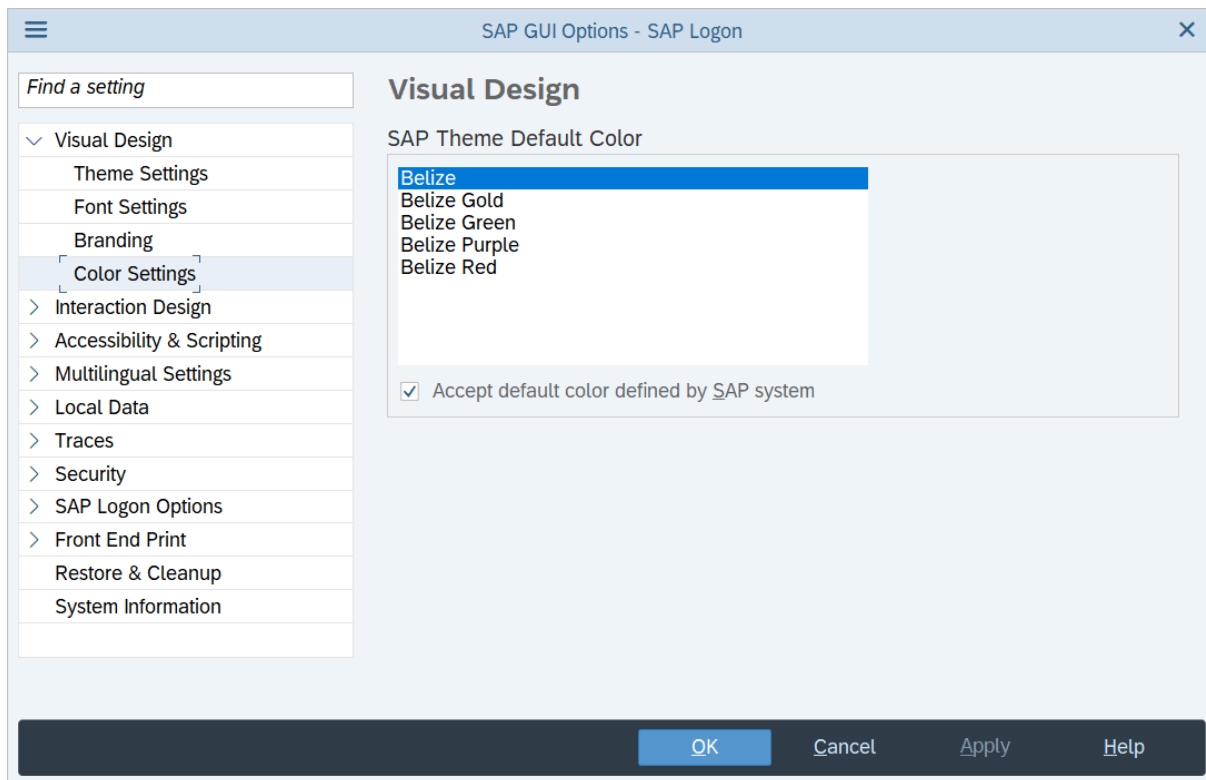 SAP GUI Options - SAP Logon
Find a setting
Visual Design
Theme Settings
Font Settings
Branding
Color Settings
Interaction Design
Accessibility & Scripting
Multilingual Settings
Local Data
Traces
Security
SAP Logon Options
Front End Print
Restore & Cleanup
System Information
Visual Design
SAP Theme Default Color
Belize
Belize Gold
Belize Green
Belize Purple
Belize Red
Accept default color defined by SAP system
OK Cancel Apply Help